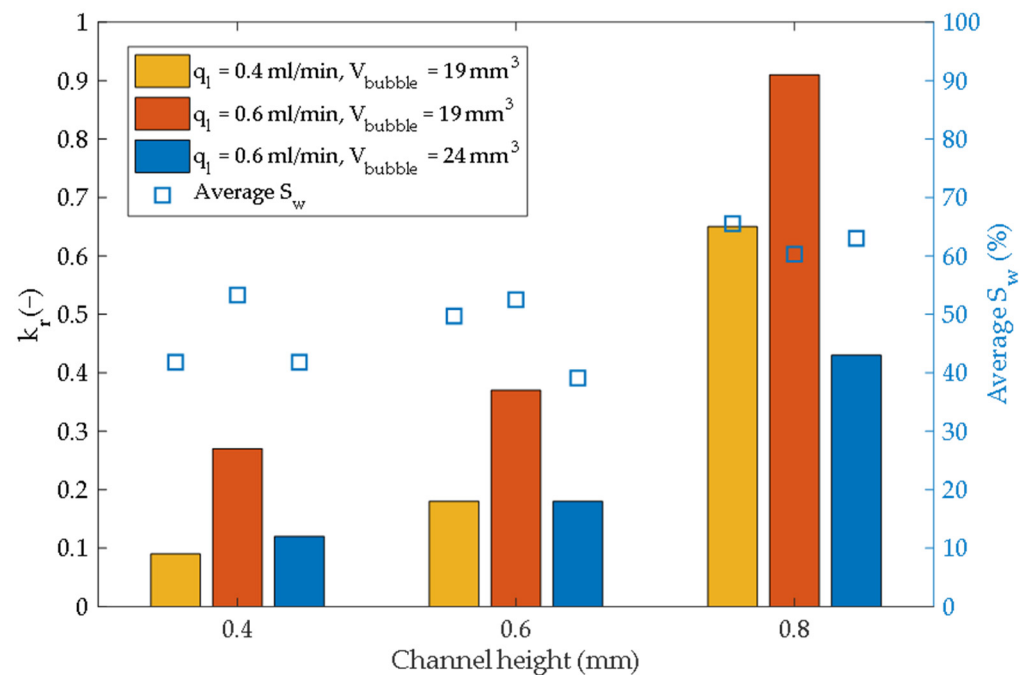 1
0.9
0.8
0.7
0.6
0.5
0.4
0.3
0.2
0.1
0
k_r (−)
q_l = 0.4 ml/min, V_bubble = 19 mm^3
q_l = 0.6 ml/min, V_bubble = 19 mm^3
q_l = 0.6 ml/min, V_bubble = 24 mm^3
Average S_w
100
90
80
70
60
50
40
30
20
10
0
Average S_w (%)
0.4 0.6 0.8
Channel height (mm)